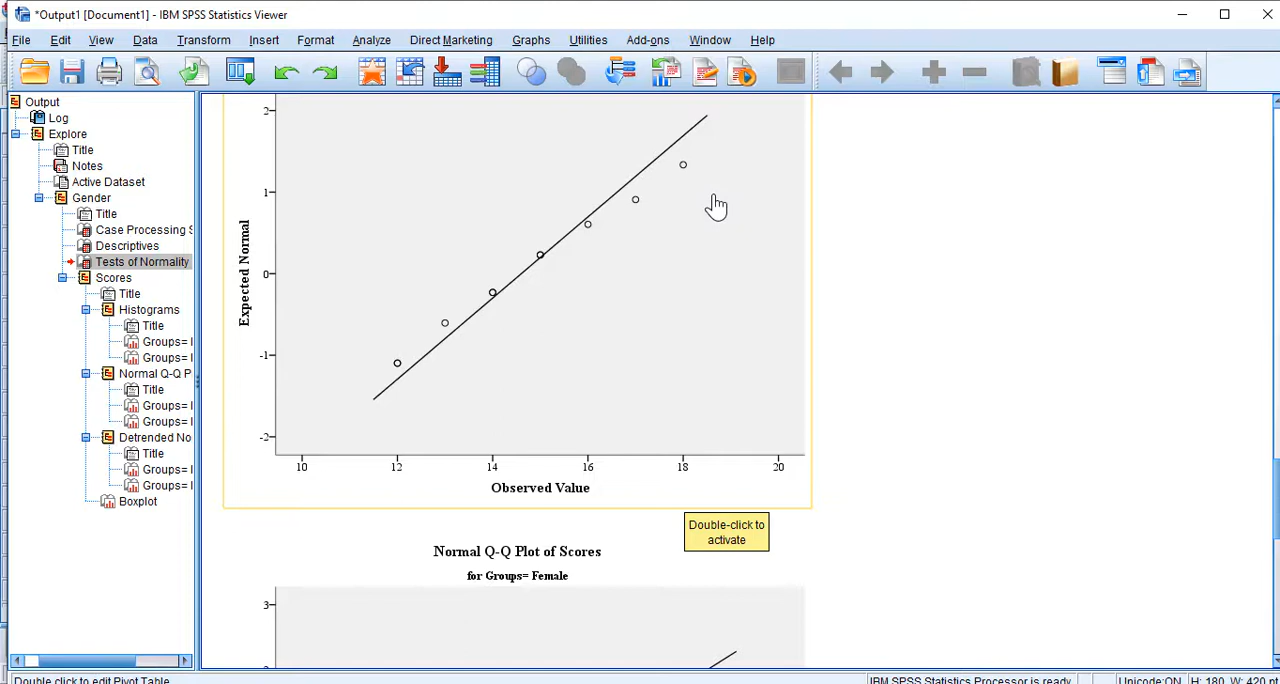 *Output1 [Document1] - IBM SPSS Statistics Viewer
File Edit View Data Transform Insert Format Analyze Direct Marketing Graphs Utilities Add-ons Window Help
Output
Log
Explore
Title
Notes
Active Dataset
Gender
Title
Case Processing S
Descriptives
Tests of Normality
Scores
Title
Histograms
Title
Groups=
Groups=
Normal Q-Q P
Title
Groups=
Groups=
Detrended No
Title
Groups=
Groups=
Boxplot
2
1
0
-1
-2
Expected Normal
10 12 14 16 18 20
Observed Value
Double-click to
activate
Normal Q-Q Plot of Scores
for Groups= Female
3
Double click to edit Pivot Table
IBM SPSS Statistics Processor is ready
Unicode:ON
H: 180, W: 420 pt